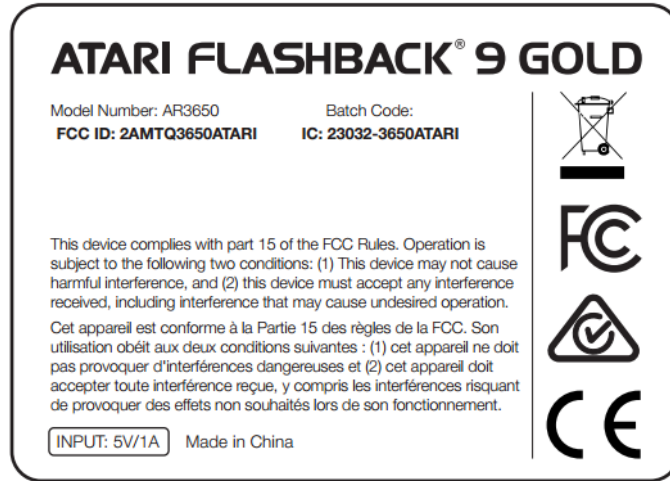 ATARI FLASHBACK® 9 GOLD
Model Number: AR3650
Batch Code:
FCC ID: 2AMTQ3650ATARI
IC: 23032-3650ATARI
This device complies with part 15 of the FCC Rules. Operation is
subject to the following two conditions: (1) This device may not cause
harmful interference, and (2) this device must accept any interference
received, including interference that may cause undesired operation.
Cet appareil est conforme à la Partie 15 des règles de la FCC. Son
utilisation obéit aux deux conditions suivantes : (1) cet appareil ne doit
pas provoquer d'interférences dangereuses et (2) cet appareil doit
accepter toute interférence reçue, y compris les interférences risquant
de provoquer des effets non souhaités lors de son fonctionnement.
INPUT: 5V/1A
Made in China
FC
CE